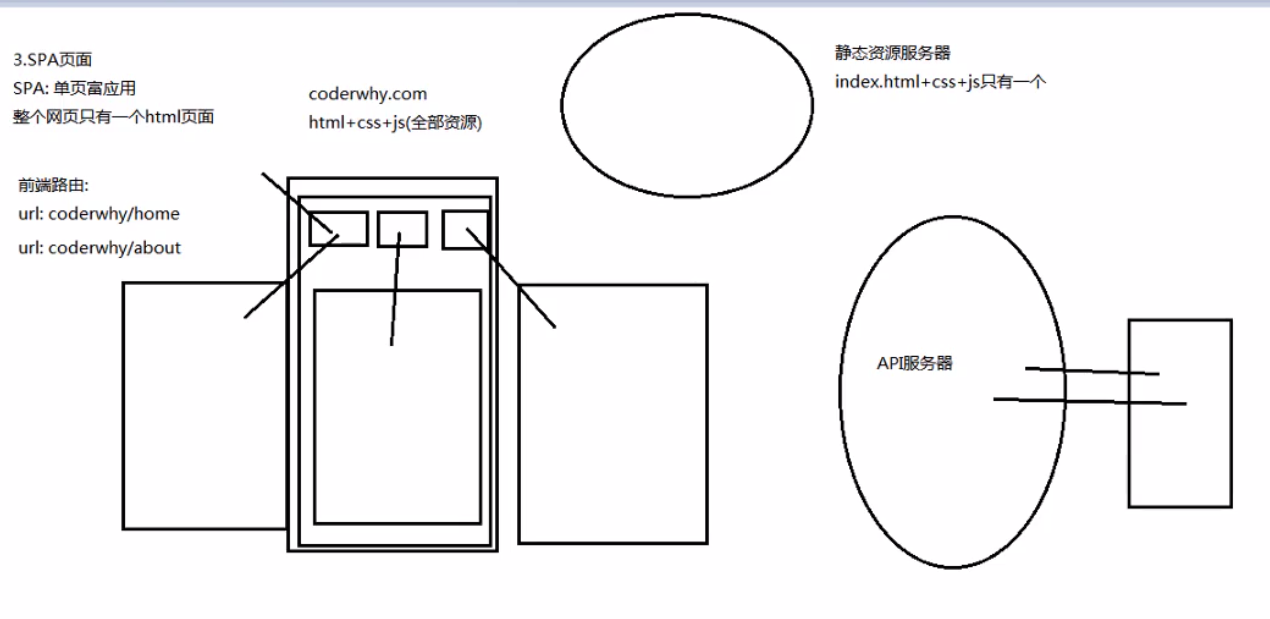 3.SPA页面
SPA: 单页富应用
整个网页只有一个html页面
coderwhy.com
html+css+js(全部资源)
静态资源服务器
index.html+css+js只有一个
前端路由:
url: coderwhy/home
url: coderwhy/about
API服务器